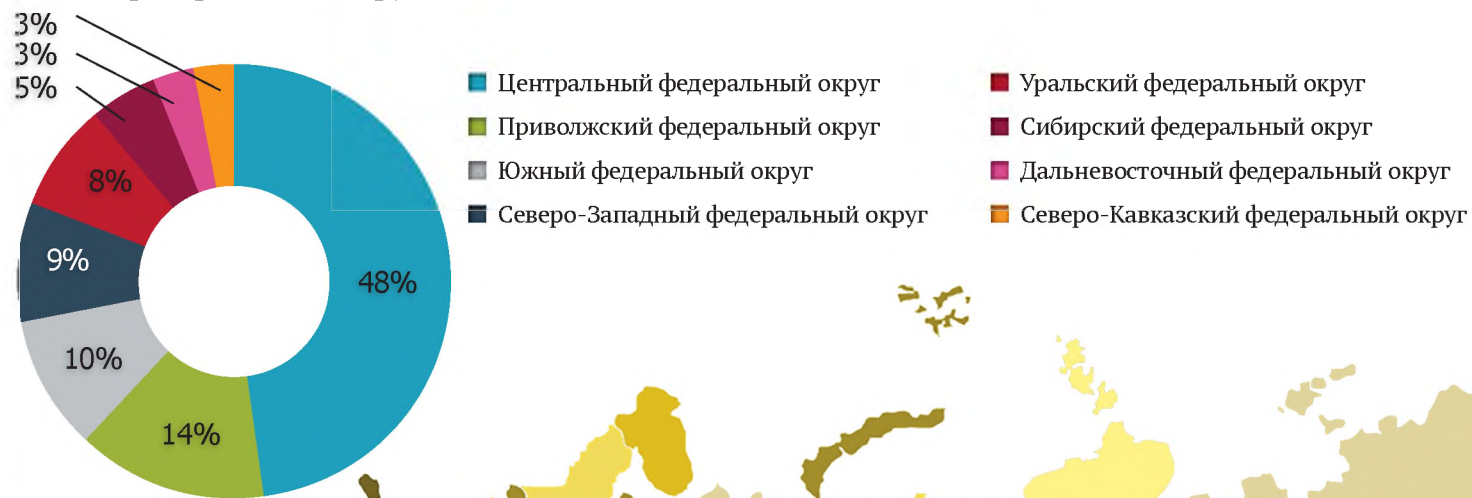 3%
3%
5%
8%
9%
10%
14%
48%
Центральный федеральный округ
Приволжский федеральный округ
Южный федеральный округ
Северо-Западный федеральный округ
Уральский федеральный округ
Сибирский федеральный округ
Дальневосточный федеральный округ
Северо-Кавказский федеральный округ